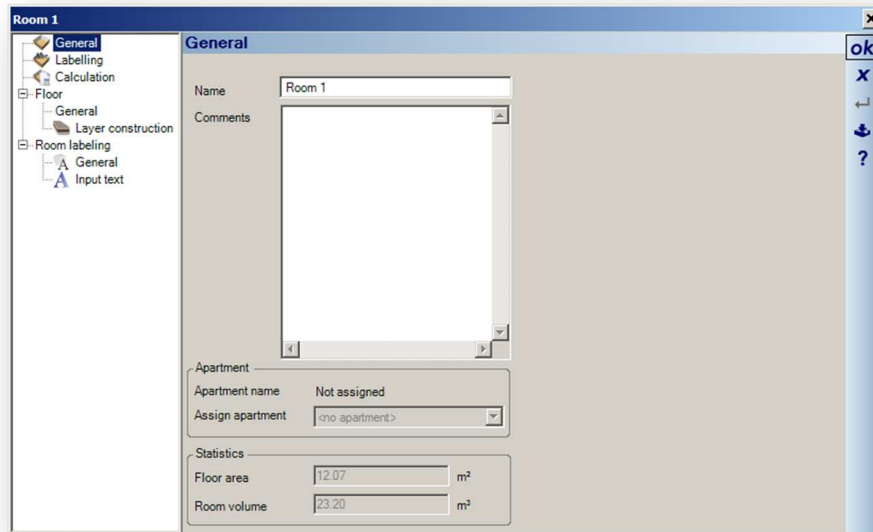 Room 1
General
Labelling
Calculation
Floor
General
Layer construction
Room labeling
A General
A Input text
General
Name Room 1
Comments
Apartment
Apartment name Not assigned
Assign apartment <no apartment>
Statistics
Floor area 12.07 m²
Room volume 23.20 m³
ok
x
?